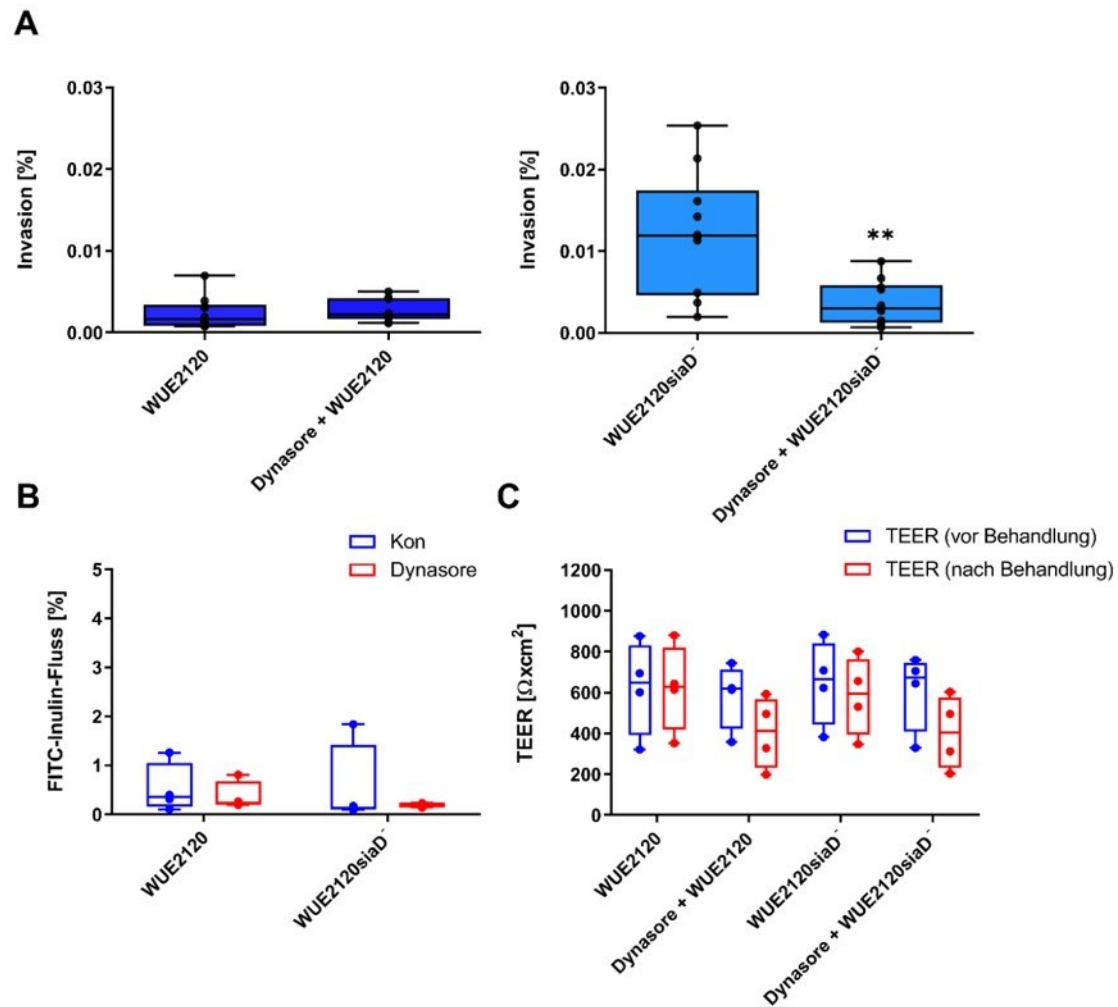 A
Invasion [%]
0.03
0.02
0.01
0.00
WUE2120
Dynasore + WUE2120
Invasion [%]
0.03
0.02
0.01
0.00
**
WUE2120siaD⁻
Dynasore + WUE2120siaD⁻
B
Kon
Dynasore
FITC-Inulin-Fluss [%]
5
4
3
2
1
0
WUE2120
WUE2120siaD⁻
C
TEER (vor Behandlung)
TEER (nach Behandlung)
TEER [Ωxcm²]
1200
1000
800
600
400
200
0
WUE2120
Dynasore + WUE2120
WUE2120siaD⁻
Dynasore + WUE2120siaD⁻